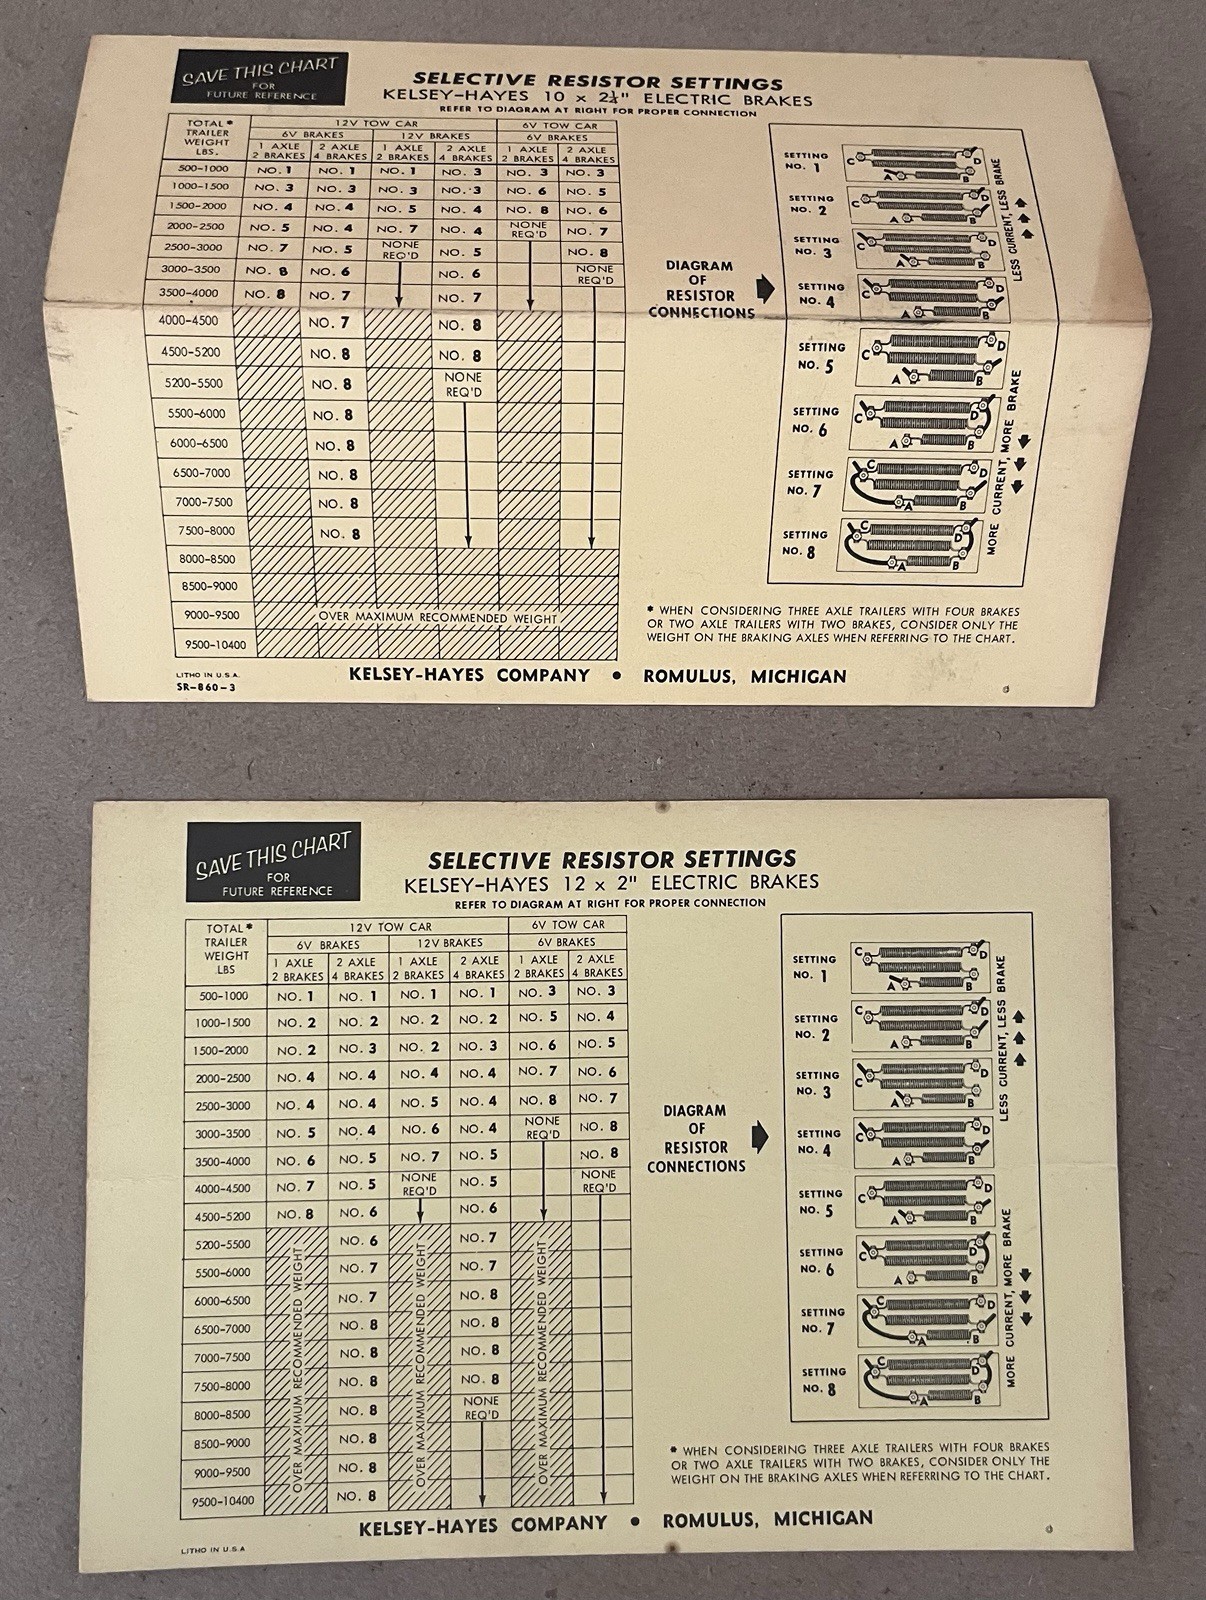 SAVE THIS CHART
FOR
FUTURE REFERENCE
SELECTIVE RESISTOR SETTINGS
KELSEY-HAYES 10 x 2¼" ELECTRIC BRAKES
REFER TO DIAGRAM AT RIGHT FOR PROPER CONNECTION
TOTAL* TRAILER WEIGHT LBS.
12V TOW CAR 6V TOW CAR
6V BRAKES 12V BRAKES 6V BRAKES
1 AXLE 2 AXLE 1 AXLE 2 AXLE 1 AXLE 2 AXLE
2 BRAKES 4 BRAKES 2 BRAKES 4 BRAKES 2 BRAKES 4 BRAKES
500-1000 NO. 1 NO. 1 NO. 1 NO. 3 NO. 3 NO. 3
1000-1500 NO. 3 NO. 3 NO. 3 NO. 3 NO. 6 NO. 5
1500-2000 NO. 4 NO. 4 NO. 5 NO. 4 NO. 8 NO. 6
2000-2500 NO. 5 NO. 4 NO. 7 NO. 4 NONE REQ'D NO. 7
2500-3000 NO. 7 NO. 5 NONE REQ'D NO. 5 NO. 8
3000-3500 NO. 8 NO. 6 NO. 6 NONE REQ'D
3500-4000 NO. 8 NO. 7 NO. 7
4000-4500 NO. 7 NO. 8
4500-5200 NO. 8 NO. 8
5200-5500 NO. 8 NONE REQ'D
5500-6000 NO. 8
6000-6500 NO. 8
6500-7000 NO. 8
7000-7500 NO. 8
7500-8000 NO. 8
8000-8500
8500-9000
9000-9500 OVER MAXIMUM RECOMMENDED WEIGHT
9500-10400
DIAGRAM
OF
RESISTOR
CONNECTIONS
SETTING NO. 1 C D A B
SETTING NO. 2 C D A B
SETTING NO. 3 C D A B
SETTING NO. 4 C D A B
SETTING NO. 5 C D A B
SETTING NO. 6 C D A B
SETTING NO. 7 C D A B
SETTING NO. 8 C D A B
LESS CURRENT, LESS BRAKE
MORE CURRENT, MORE BRAKE
* WHEN CONSIDERING THREE AXLE TRAILERS WITH FOUR BRAKES
OR TWO AXLE TRAILERS WITH TWO BRAKES, CONSIDER ONLY THE
WEIGHT ON THE BRAKING AXLES WHEN REFERRING TO THE CHART.
LITHO IN U.S.A.
SR-860-3
KELSEY-HAYES COMPANY • ROMULUS, MICHIGAN
SAVE THIS CHART
FOR
FUTURE REFERENCE
SELECTIVE RESISTOR SETTINGS
KELSEY-HAYES 12 x 2" ELECTRIC BRAKES
REFER TO DIAGRAM AT RIGHT FOR PROPER CONNECTION
TOTAL* TRAILER WEIGHT LBS
12V TOW CAR 6V TOW CAR
6V BRAKES 12V BRAKES 6V BRAKES
1 AXLE 2 AXLE 1 AXLE 2 AXLE 1 AXLE 2 AXLE
2 BRAKES 4 BRAKES 2 BRAKES 4 BRAKES 2 BRAKES 4 BRAKES
500-1000 NO. 1 NO. 1 NO. 1 NO. 1 NO. 3 NO. 3
1000-1500 NO. 2 NO. 2 NO. 2 NO. 2 NO. 5 NO. 4
1500-2000 NO. 2 NO. 3 NO. 2 NO. 3 NO. 6 NO. 5
2000-2500 NO. 4 NO. 4 NO. 4 NO. 4 NO. 7 NO. 6
2500-3000 NO. 4 NO. 4 NO. 5 NO. 4 NO. 8 NO. 7
3000-3500 NO. 5 NO. 4 NO. 6 NO. 4 NONE REQ'D NO. 8
3500-4000 NO. 6 NO. 5 NO. 7 NO. 5 NO. 8
4000-4500 NO. 7 NO. 5 NONE REQ'D NO. 5 NONE REQ'D
4500-5200 NO. 8 NO. 6 NO. 6
5200-5500 NO. 6 NO. 7
5500-6000 NO. 7 NO. 7
6000-6500 NO. 7 NO. 8
6500-7000 NO. 8 NO. 8
7000-7500 NO. 8 NO. 8
7500-8000 NO. 8 NO. 8
8000-8500 NO. 8 NONE REQ'D
8500-9000 NO. 8
9000-9500 NO. 8
9500-10400 NO. 8
OVER MAXIMUM RECOMMENDED WEIGHT
OVER MAXIMUM RECOMMENDED WEIGHT
OVER MAXIMUM RECOMMENDED WEIGHT
DIAGRAM
OF
RESISTOR
CONNECTIONS
SETTING NO. 1 C D A B
SETTING NO. 2 C D A B
SETTING NO. 3 C D A B
SETTING NO. 4 C D A B
SETTING NO. 5 C D A B
SETTING NO. 6 C D A B
SETTING NO. 7 C D A B
SETTING NO. 8 C D A B
LESS CURRENT, LESS BRAKE
MORE CURRENT, MORE BRAKE
* WHEN CONSIDERING THREE AXLE TRAILERS WITH FOUR BRAKES
OR TWO AXLE TRAILERS WITH TWO BRAKES, CONSIDER ONLY THE
WEIGHT ON THE BRAKING AXLES WHEN REFERRING TO THE CHART.
KELSEY-HAYES COMPANY • ROMULUS, MICHIGAN
LITHO IN U.S.A